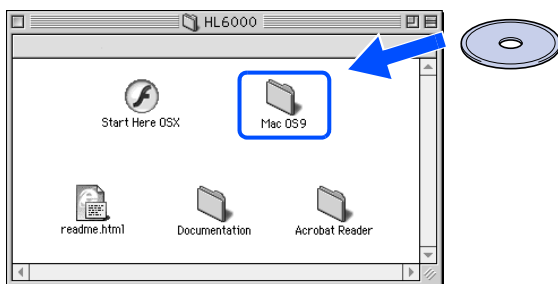 HL6000
Start Here OSX
Mac OS9
readme.html
Documentation
Acrobat Reader